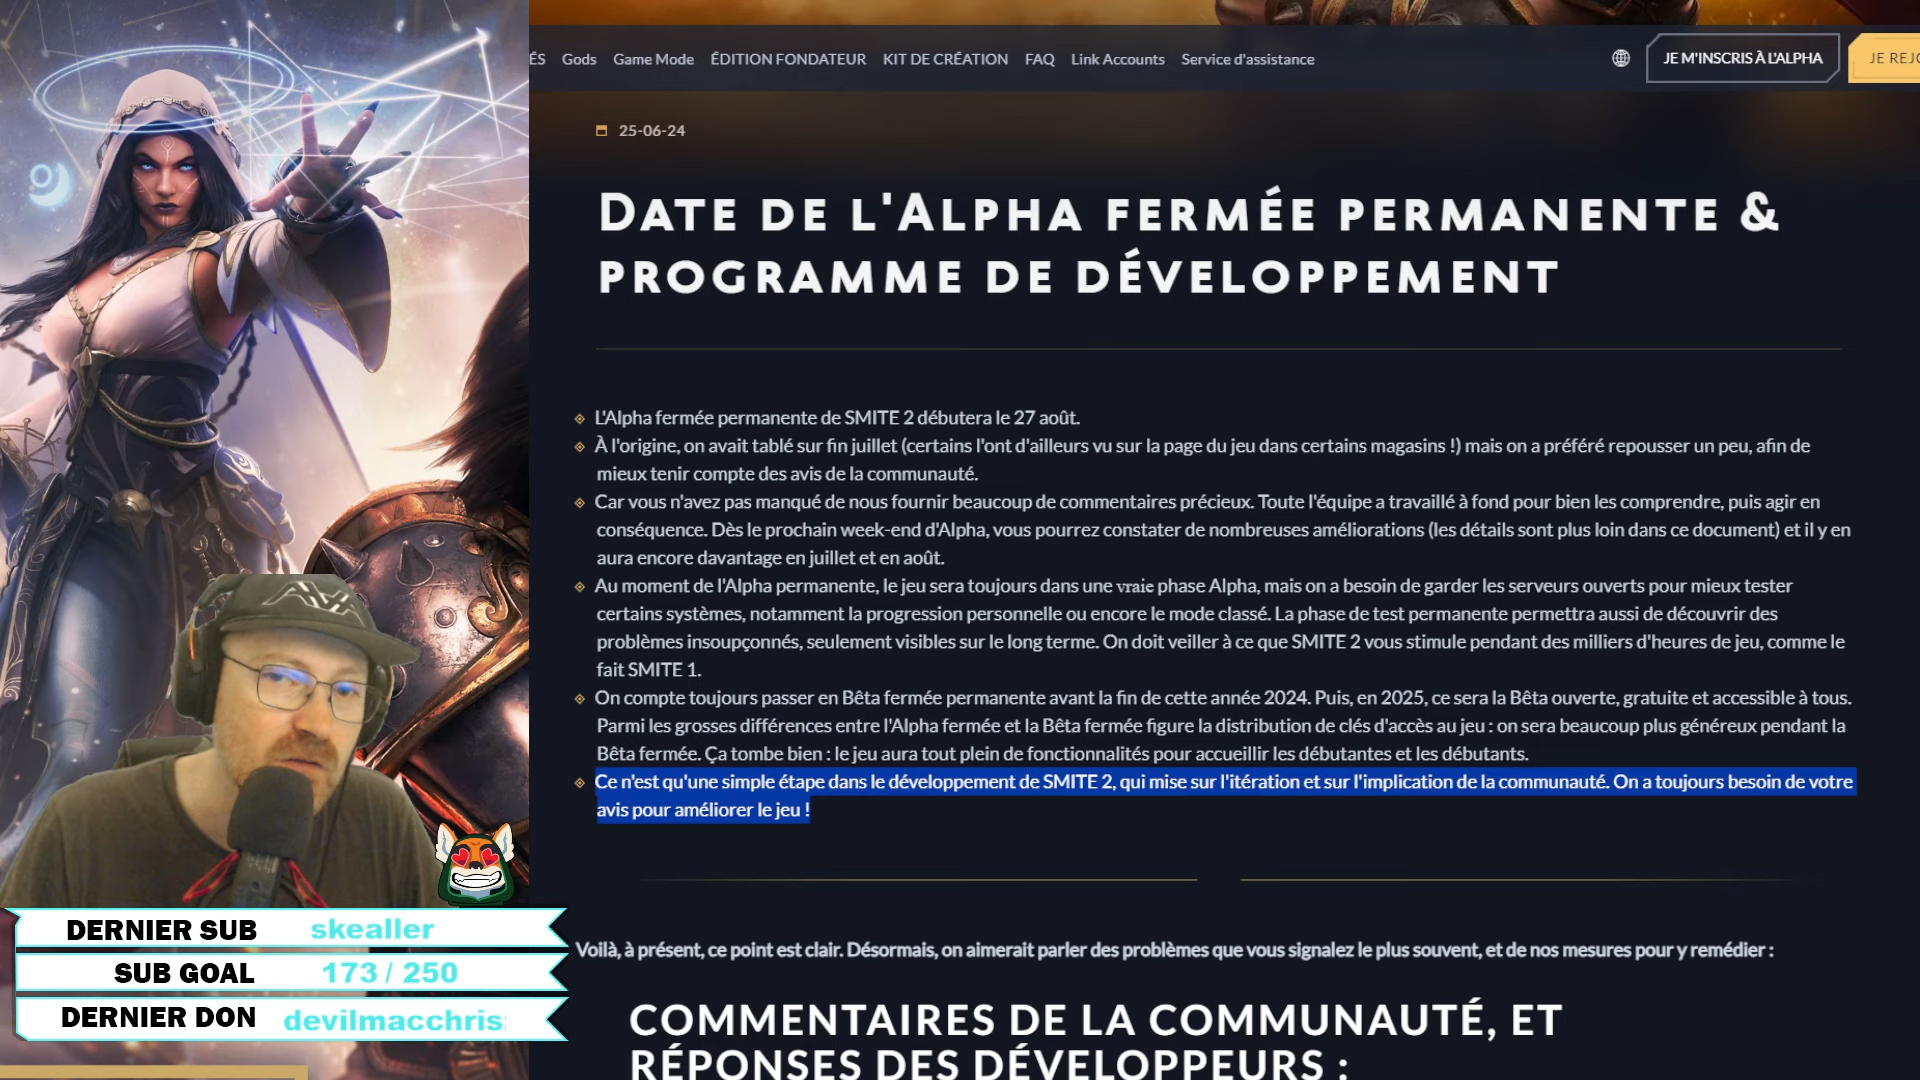 ÉS Gods Game Mode ÉDITION FONDATEUR KIT DE CRÉATION FAQ Link Accounts Service d'assistance
JE M'INSCRIS À L'ALPHA
JE REJO
25-06-24
DATE DE L'ALPHA FERMÉE PERMANENTE &
PROGRAMME DE DÉVELOPPEMENT
L'Alpha fermée permanente de SMITE 2 débutera le 27 août.
À l'origine, on avait tablé sur fin juillet (certains l'ont d'ailleurs vu sur la page du jeu dans certains magasins !) mais on a préféré repousser un peu, afin de
mieux tenir compte des avis de la communauté.
Car vous n'avez pas manqué de nous fournir beaucoup de commentaires précieux. Toute l'équipe a travaillé à fond pour bien les comprendre, puis agir en
conséquence. Dès le prochain week-end d'Alpha, vous pourrez constater de nombreuses améliorations (les détails sont plus loin dans ce document) et il y en
aura encore davantage en juillet et en août.
Au moment de l'Alpha permanente, le jeu sera toujours dans une vraie phase Alpha, mais on a besoin de garder les serveurs ouverts pour mieux tester
certains systèmes, notamment la progression personnelle ou encore le mode classé. La phase de test permanente permettra aussi de découvrir des
problèmes insoupçonnés, seulement visibles sur le long terme. On doit veiller à ce que SMITE 2 vous stimule pendant des milliers d'heures de jeu, comme le
fait SMITE 1.
On compte toujours passer en Bêta fermée permanente avant la fin de cette année 2024. Puis, en 2025, ce sera la Bêta ouverte, gratuite et accessible à tous.
Parmi les grosses différences entre l'Alpha fermée et la Bêta fermée figure la distribution de clés d'accès au jeu : on sera beaucoup plus généreux pendant la
Bêta fermée. Ça tombe bien : le jeu aura tout plein de fonctionnalités pour accueillir les débutantes et les débutants.
Ce n'est qu'une simple étape dans le développement de SMITE 2, qui mise sur l'itération et sur l'implication de la communauté. On a toujours besoin de votre
avis pour améliorer le jeu !
Voilà, à présent, ce point est clair. Désormais, on aimerait parler des problèmes que vous signalez le plus souvent, et de nos mesures pour y remédier :
COMMENTAIRES DE LA COMMUNAUTÉ, ET
RÉPONSES DES DÉVELOPPEURS :
DERNIER SUB skealler
SUB GOAL 173 / 250
DERNIER DON devilmacchris